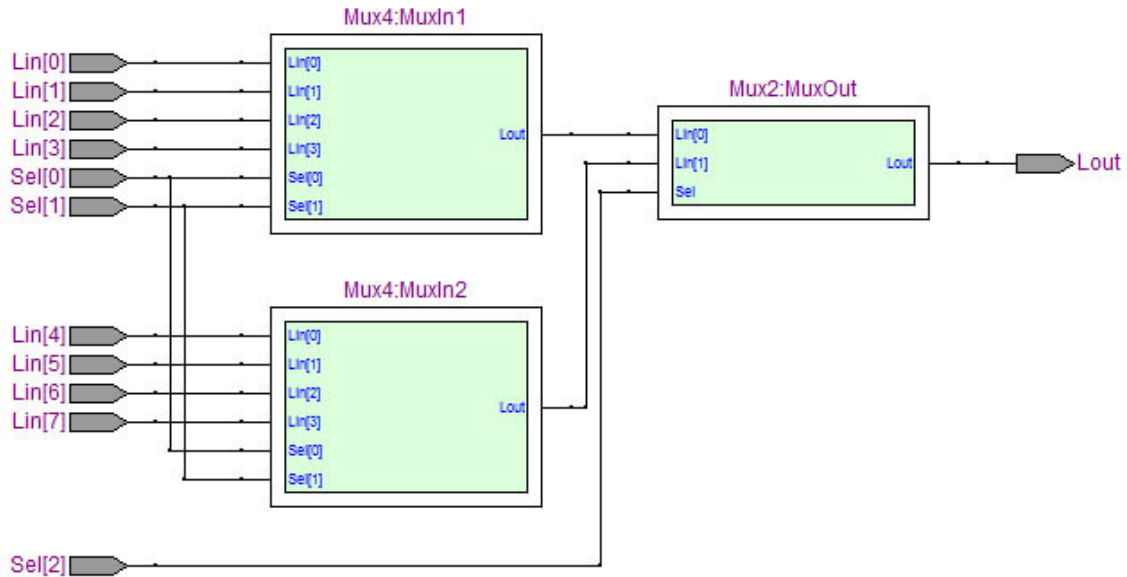 Mux4:MuxIn1
Lin[0]
Lin[1]
Lin[2]
Lin[3]
Sel[0]
Sel[1]
Lin[0]
Lin[1]
Lin[2]
Lin[3]
Sel[0]
Sel[1]
Lout
Mux2:MuxOut
Lin[0]
Lin[1]
Sel
Lout
Lout
Mux4:MuxIn2
Lin[4]
Lin[5]
Lin[6]
Lin[7]
Lin[0]
Lin[1]
Lin[2]
Lin[3]
Sel[0]
Sel[1]
Lout
Sel[2]